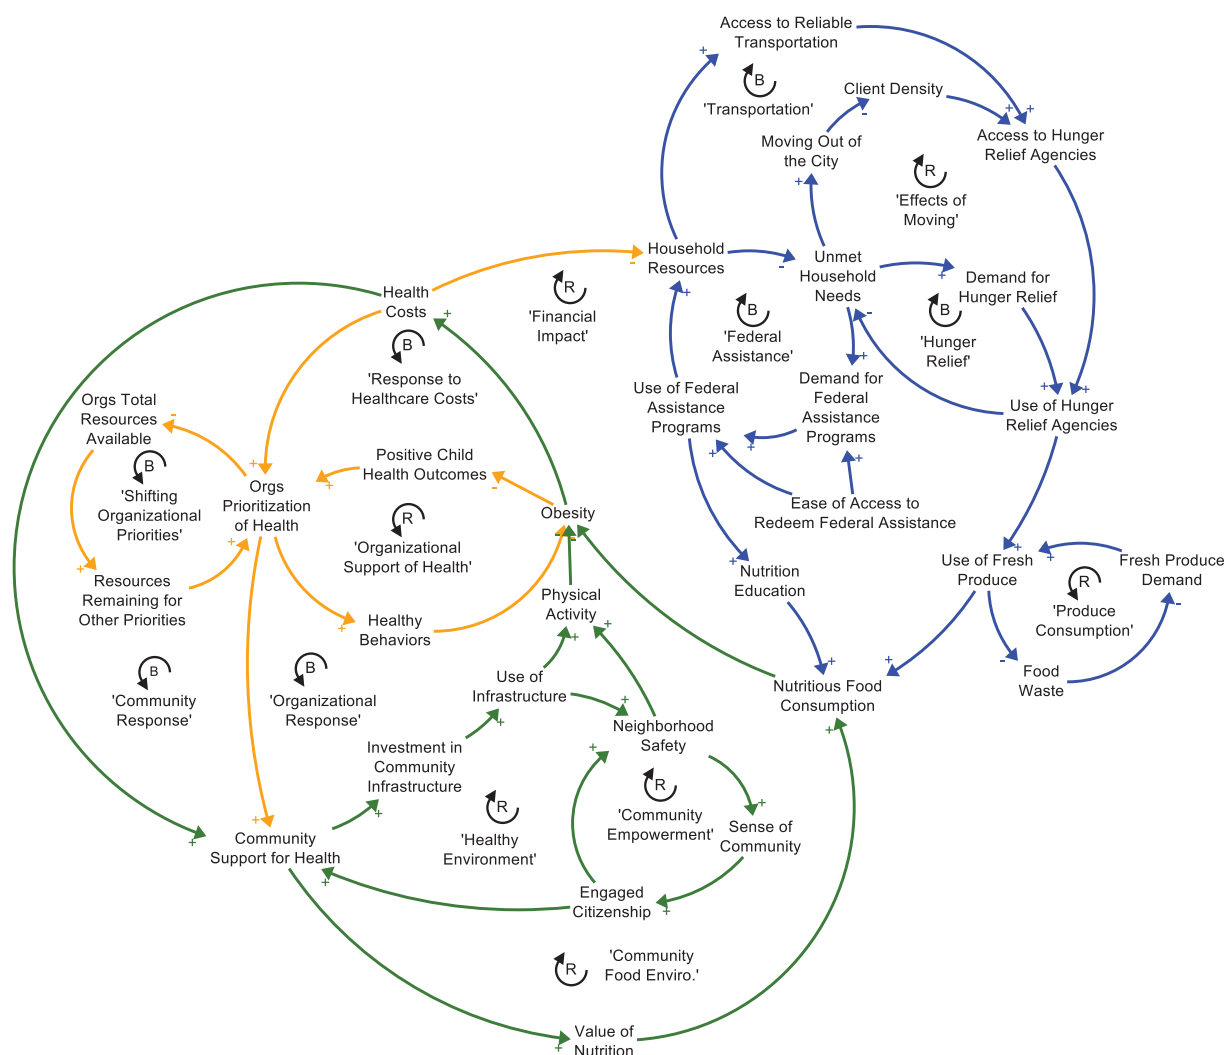 Access to Reliable
Transportation
B
'Transportation'
Client Density
Moving Out of
the City
Access to Hunger
Relief Agencies
R
'Effects of
Moving'
Household
Resources
Unmet
Household
Needs
Demand for
Hunger Relief
Health
Costs
R
'Financial
Impact'
B
'Federal
Assistance'
B
'Hunger
Relief'
B
'Response to
Healthcare Costs'
Orgs Total
Resources
Available
Use of Federal
Assistance
Programs
Demand for
Federal
Assistance
Programs
Use of Hunger
Relief Agencies
B
'Shifting
Organizational
Priorities'
Positive Child
Health Outcomes
Orgs
Prioritization
of Health
R
'Organizational
Support of Health'
Obesity
Ease of Access to
Redeem Federal Assistance
Resources
Remaining for
Other Priorities
Healthy
Behaviors
Physical
Activity
Nutrition
Education
Use of Fresh
Produce
Fresh Produce
Demand
R
'Produce
Consumption'
Food
Waste
B
'Community
Response'
B
'Organizational
Response'
Use of
Infrastructure
Nutritious Food
Consumption
Neighborhood
Safety
Investment in
Community
Infrastructure
R
'Healthy
Environment'
R
'Community
Empowerment'
Sense of
Community
Community
Support for Health
Engaged
Citizenship
R
'Community
Food Enviro.'
Value of
Nutrition